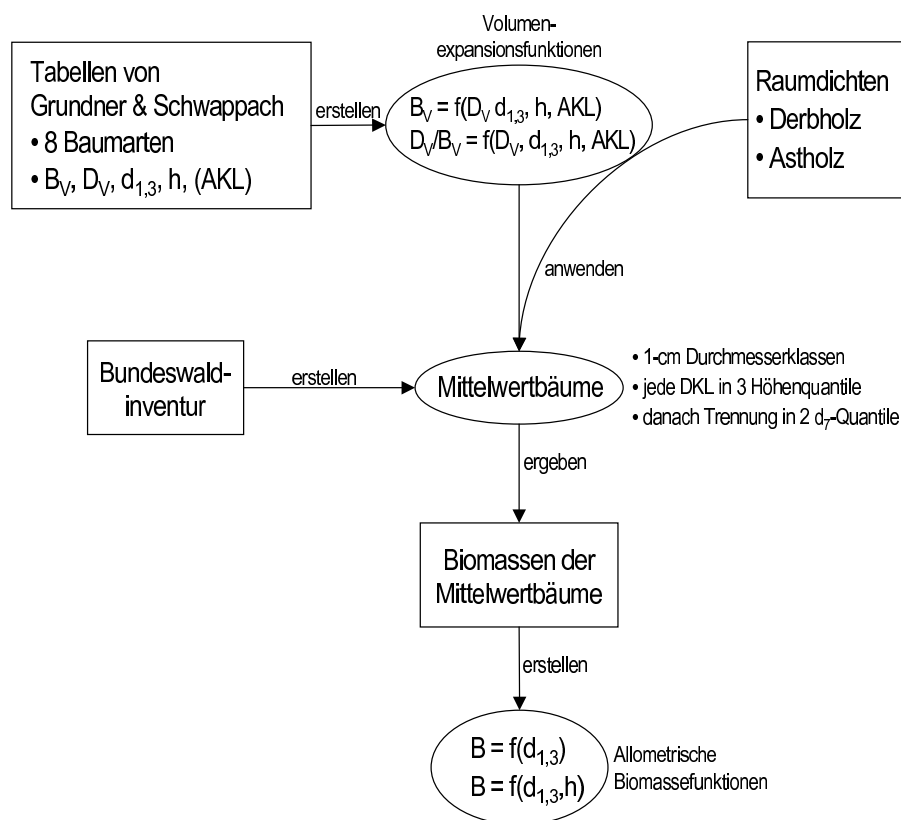 Volumen-
expansionsfunktionen
Tabellen von
Grundner & Schwappach
• 8 Baumarten
• B_V, D_V, d_1,3, h, (AKL)
erstellen
B_V = f(D_V d_1,3, h, AKL)
D_V/B_V = f(D_V, d_1,3, h, AKL)
Raumdichten
• Derbholz
• Astholz
anwenden
Bundeswald-
inventur
erstellen
Mittelwertbäume
• 1-cm Durchmesserklassen
• jede DKL in 3 Höhenquantile
• danach Trennung in 2 d_7-Quantile
ergeben
Biomassen der
Mittelwertbäume
erstellen
B = f(d_1,3)
B = f(d_1,3,h)
Allometrische
Biomassefunktionen